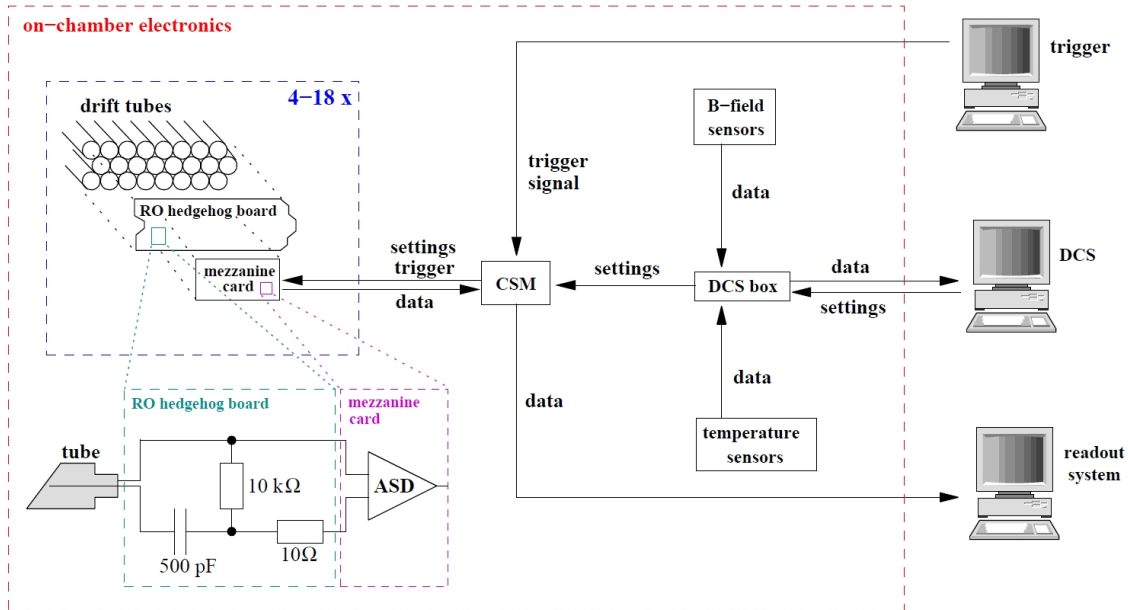 on−chamber electronics
trigger
4−18 x
drift tubes
B−field
sensors
trigger
signal
data
RO hedgehog board
settings
trigger
data
mezzanine
card
CSM
settings
DCS box
data
settings
DCS
data
data
RO hedgehog board
mezzanine
card
temperature
sensors
readout
system
tube
10 kΩ
ASD
10Ω
500 pF